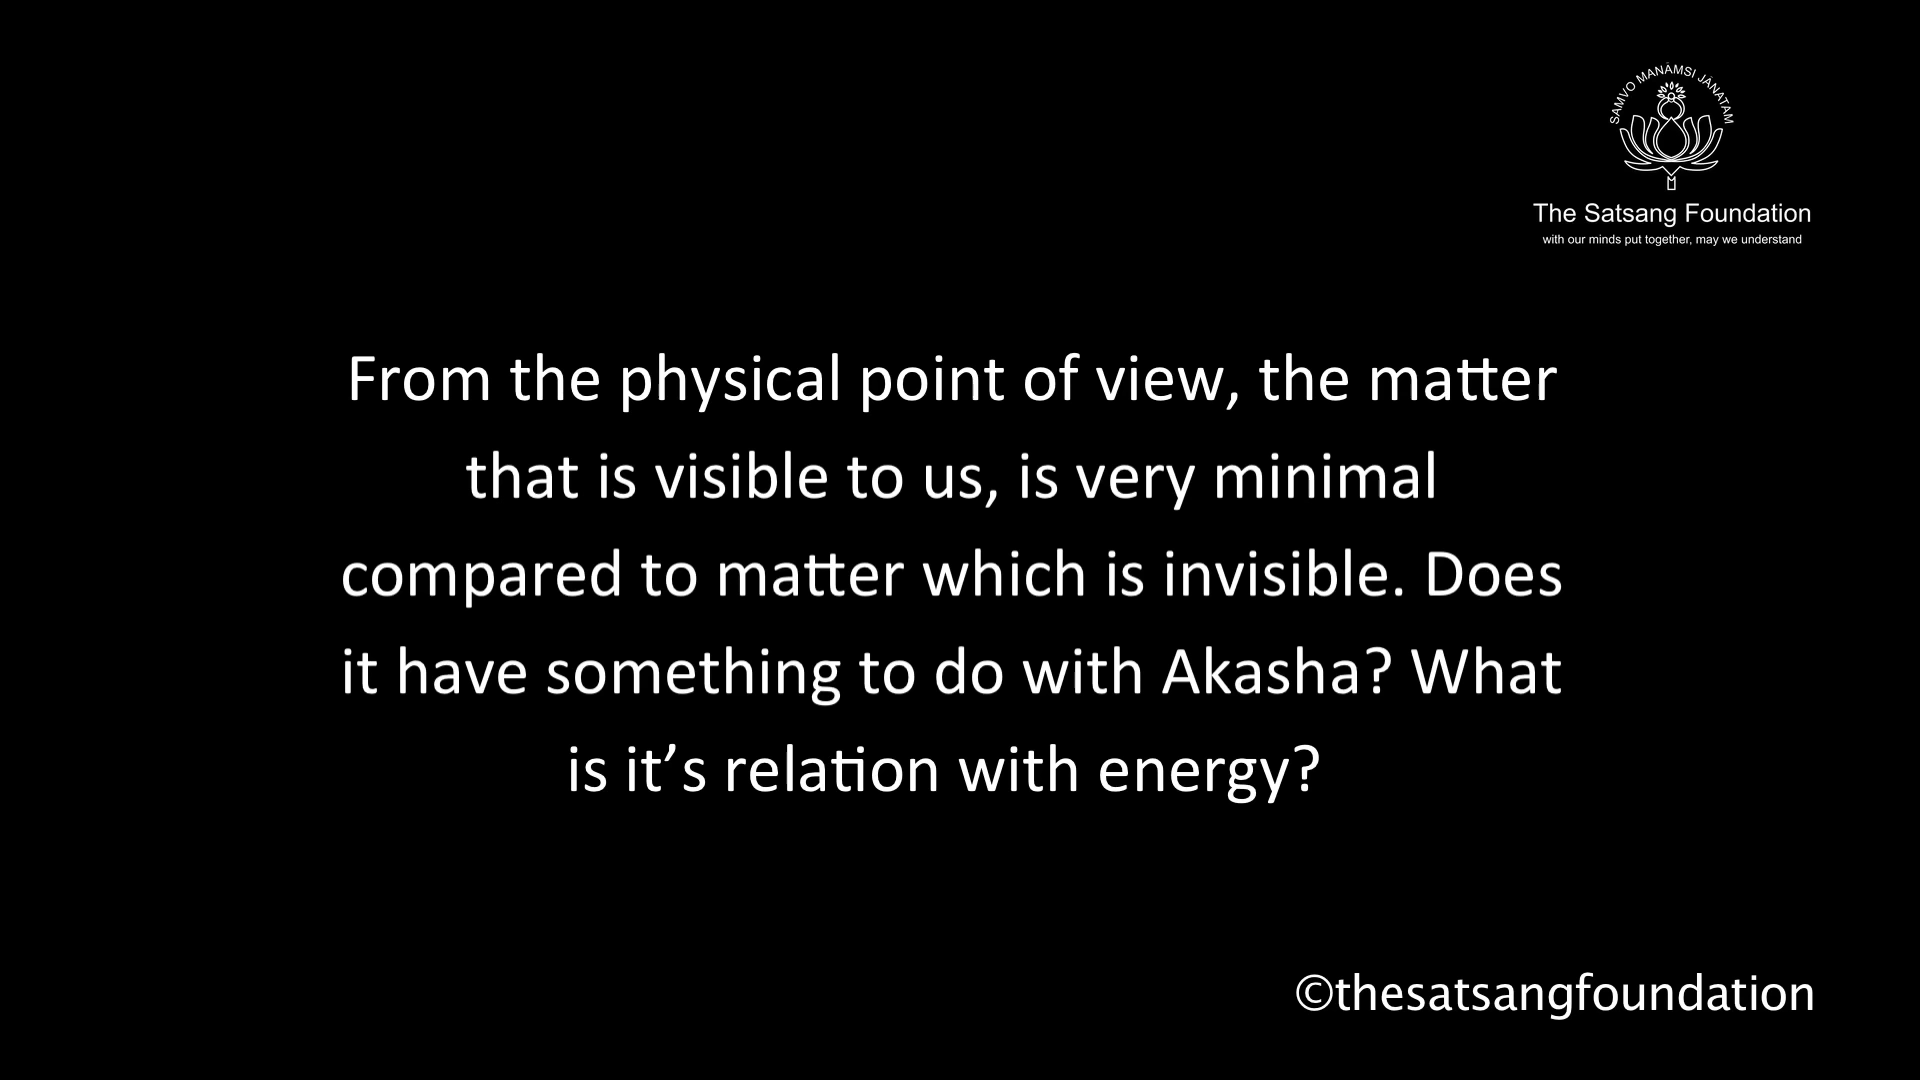 SAMVO MANĀMSI JĀNATAM
The Satsang Foundation
with our minds put together, may we understand
From the physical point of view, the matter
that is visible to us, is very minimal
compared to matter which is invisible. Does
it have something to do with Akasha? What
is it’s relation with energy?
©thesatsangfoundation